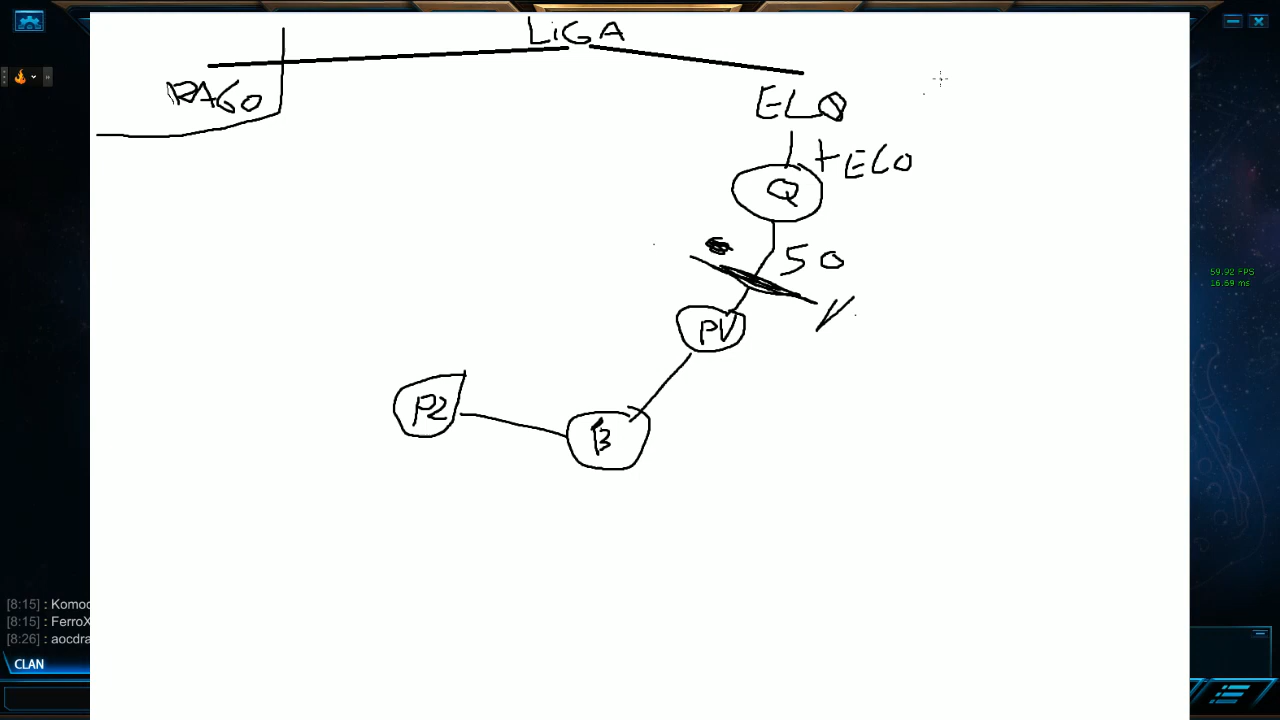 LIGA
RAGO
ELO
+ELO
Q
50
PV
P2
B
59.92 FPS
16.69 ms
[8:15] : Komod
[8:15] : FerroX
[8:26] : aocdra
CLAN